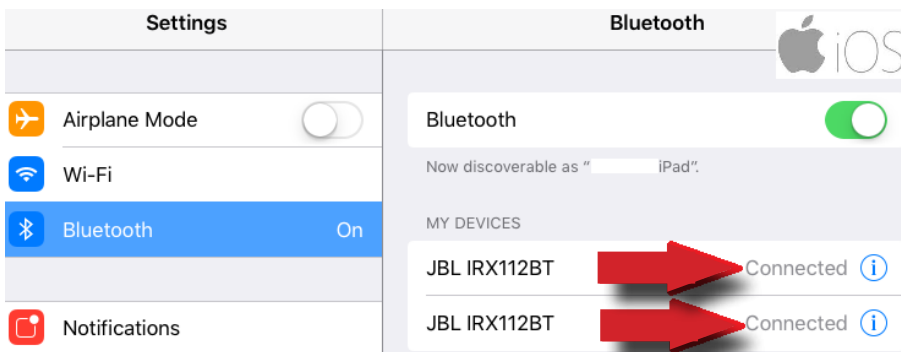 Settings
Bluetooth
iOS
Airplane Mode
Wi-Fi
Bluetooth On
Notifications
Bluetooth
Now discoverable as “ iPad”.
MY DEVICES
JBL IRX112BT Connected
JBL IRX112BT Connected